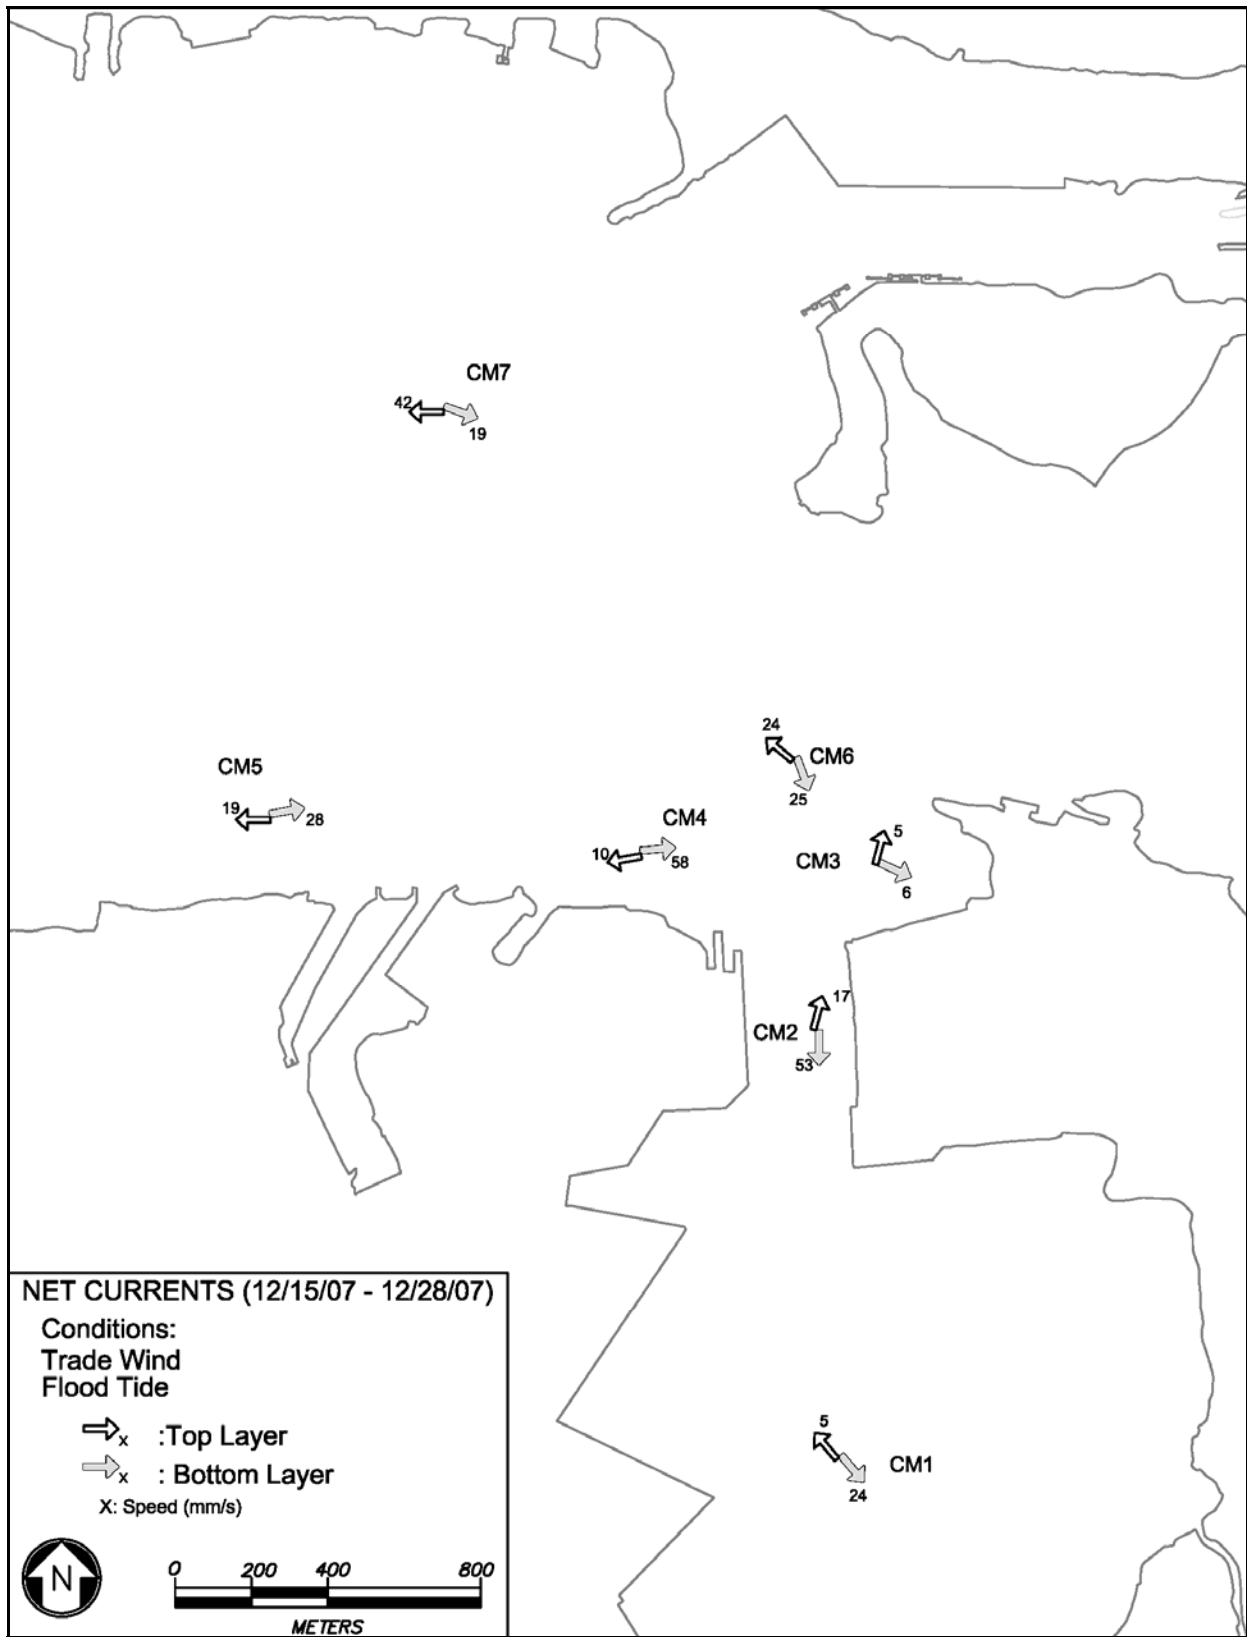 CM7
42
19
24
CM6
25
CM5
19
28
CM4
10
58
5
CM3
6
17
CM2
53
NET CURRENTS (12/15/07 - 12/28/07)
Conditions:
Trade Wind
Flood Tide
x :Top Layer
x : Bottom Layer
X: Speed (mm/s)
N
0 200 400 800
METERS
5
CM1
24